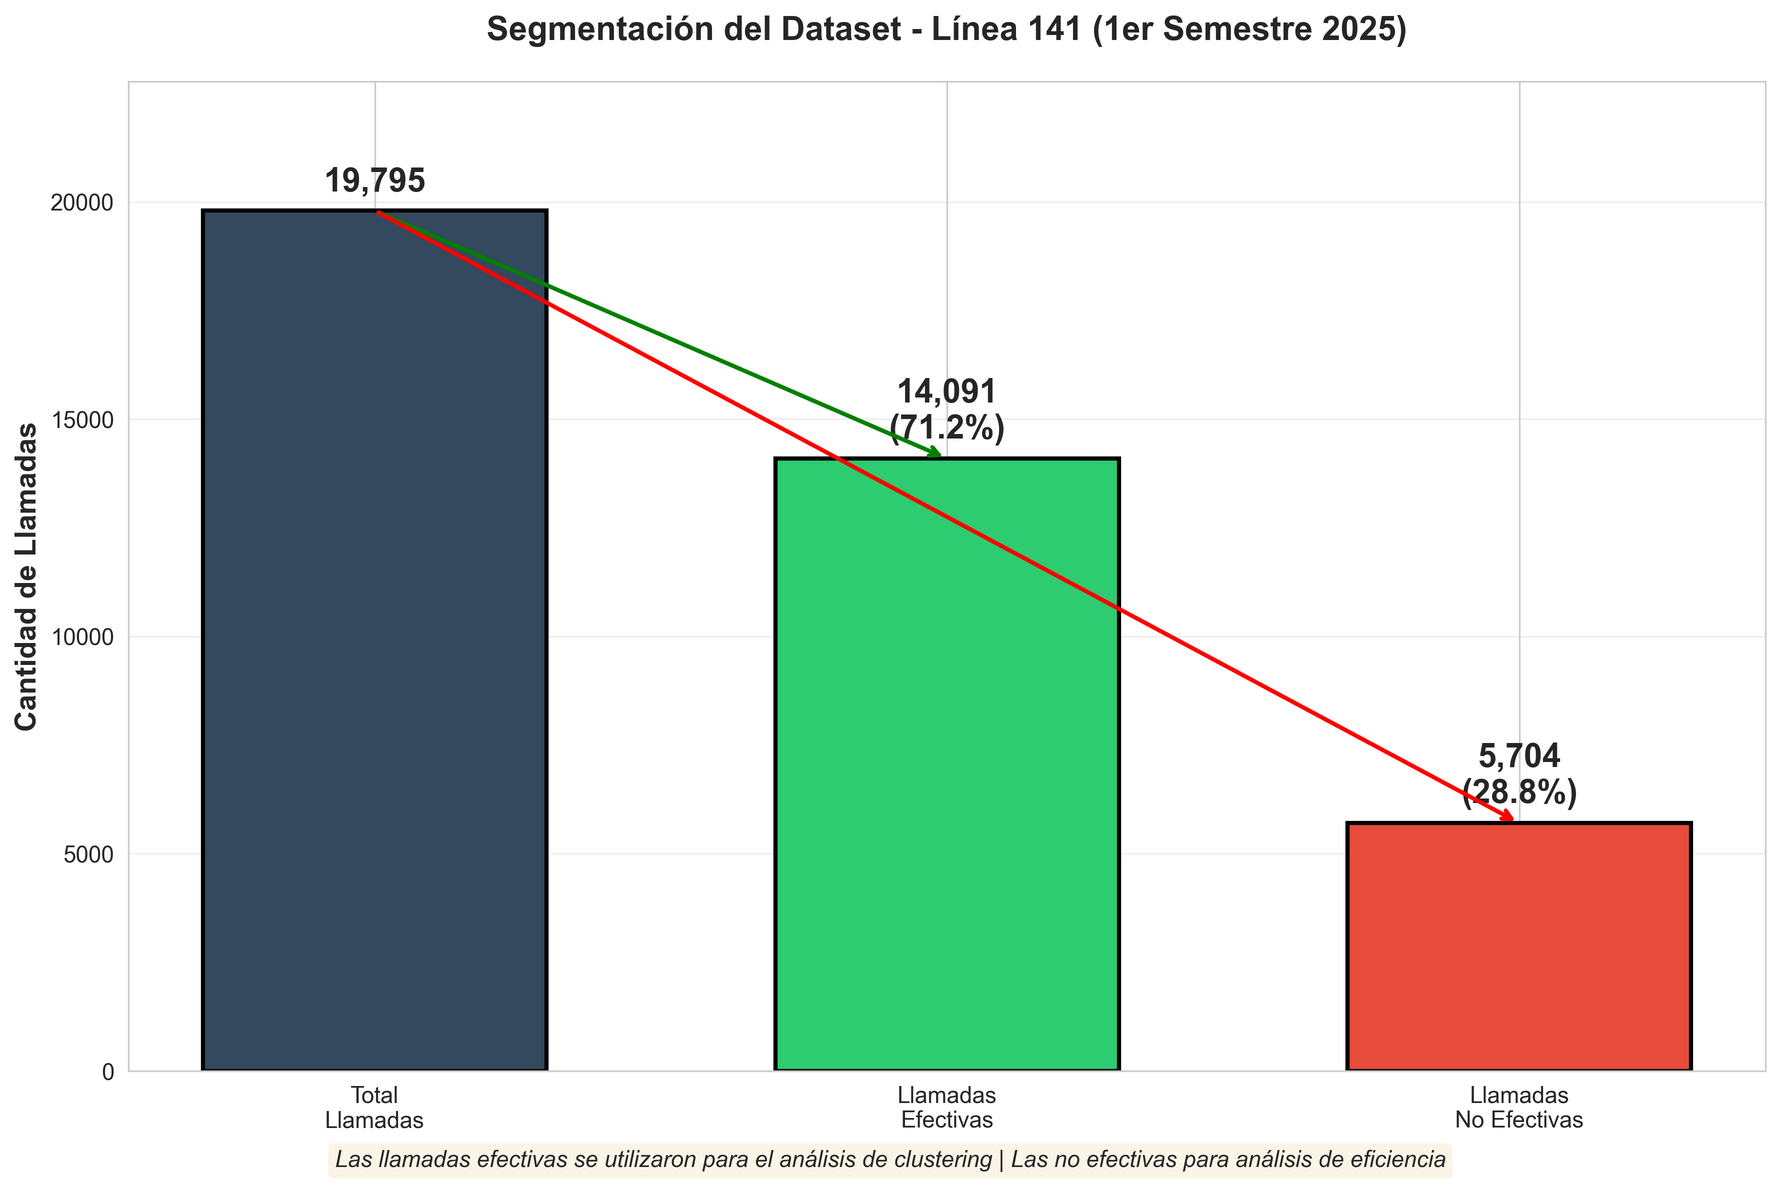 Segmentación del Dataset - Línea 141 (1er Semestre 2025)
Cantidad de Llamadas
20000
15000
10000
5000
0
19,795
14,091
(71.2%)
5,704
(28.8%)
Total
Llamadas
Llamadas
Efectivas
Llamadas
No Efectivas
Las llamadas efectivas se utilizaron para el análisis de clustering | Las no efectivas para análisis de eficiencia